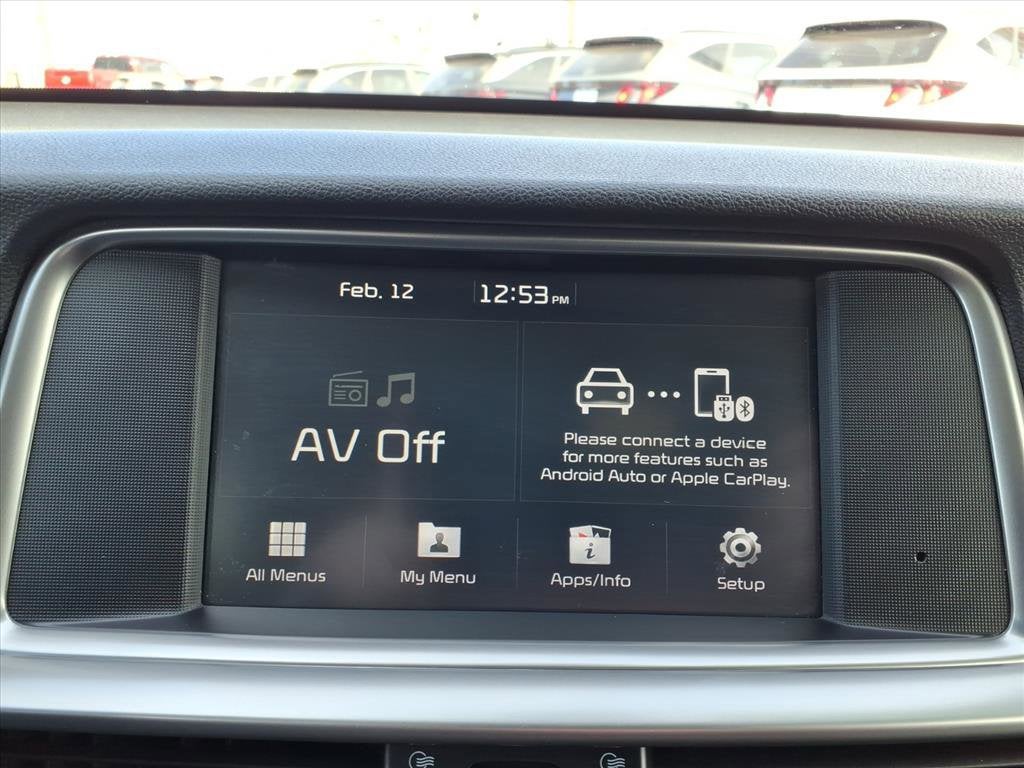 Feb. 12
12:53 PM
AV Off
Please connect a device
for more features such as
Android Auto or Apple CarPlay.
All Menus
My Menu
Apps/Info
Setup